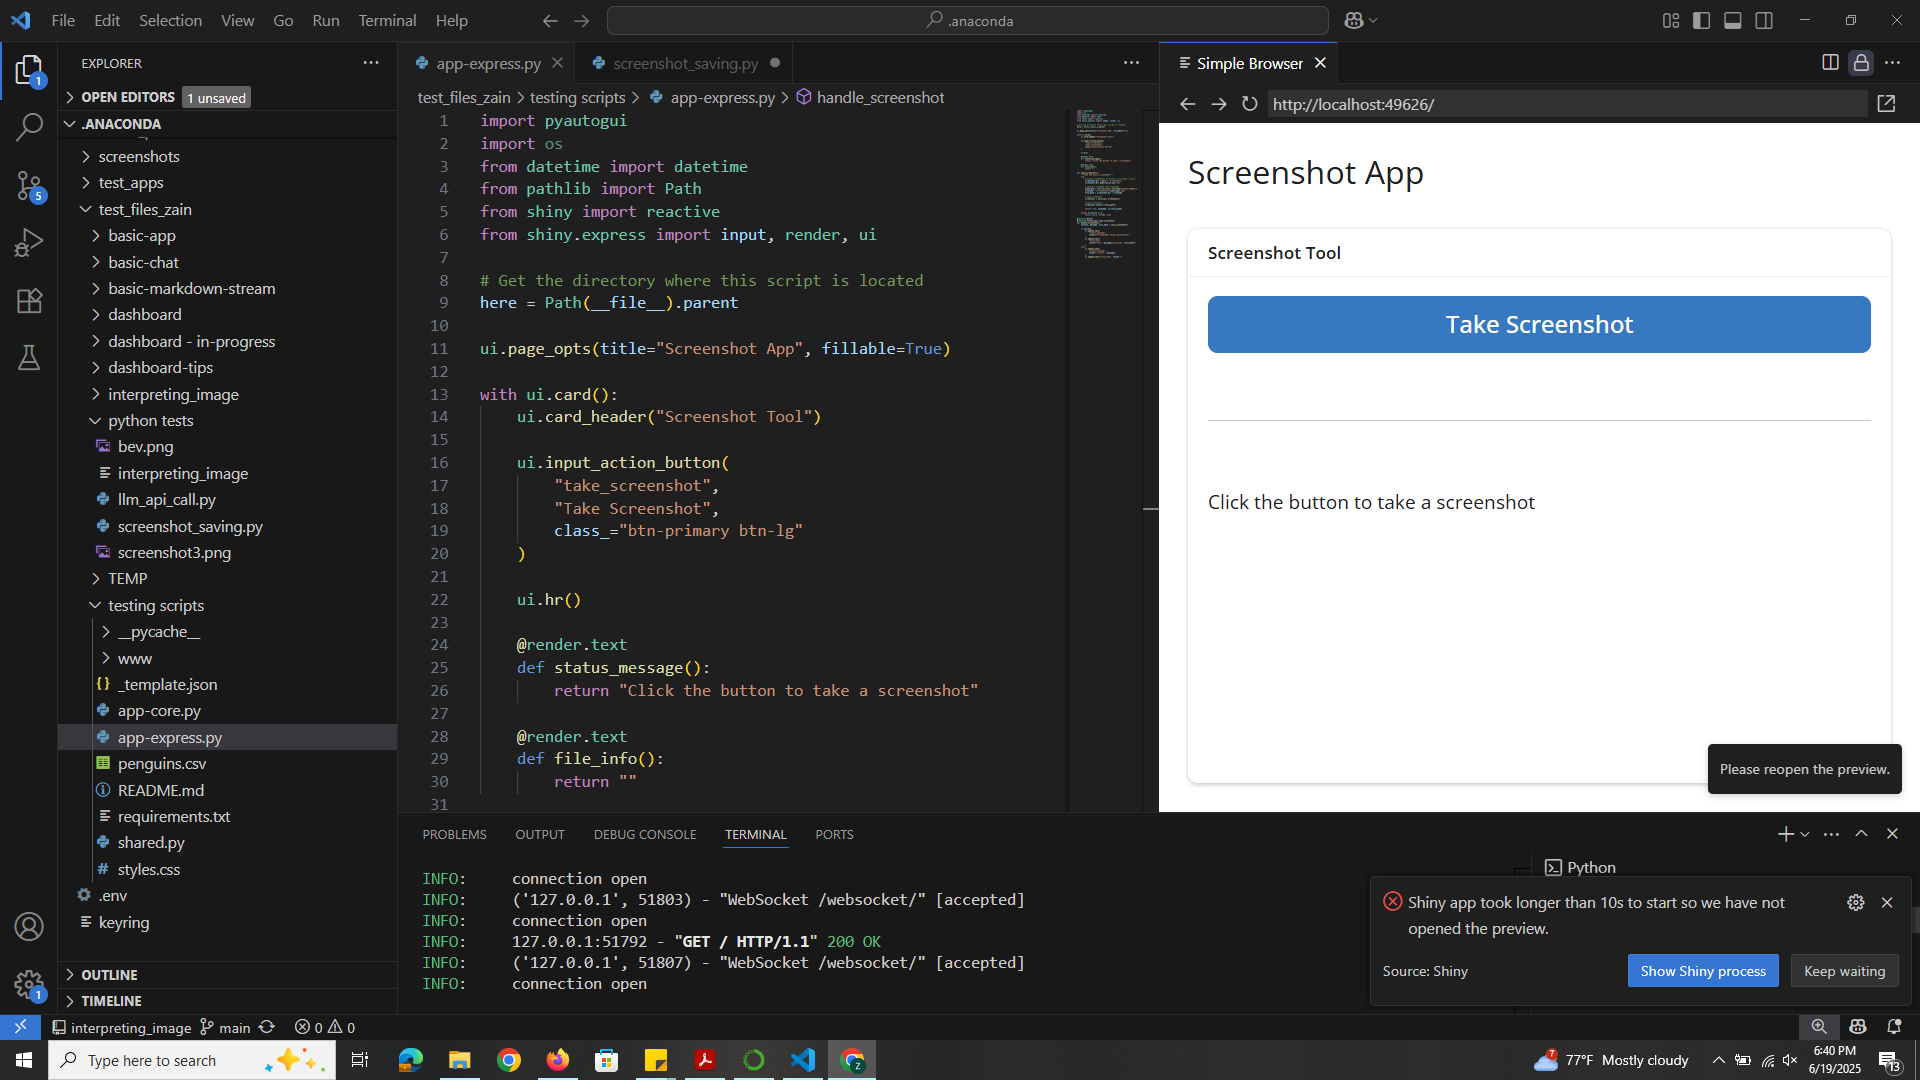 File Edit Selection View Go Run Terminal Help
.anaconda
EXPLORER
OPEN EDITORS 1 unsaved
.ANACONDA
screenshots
test_apps
test_files_zain
basic-app
basic-chat
basic-markdown-stream
dashboard
dashboard - in-progress
dashboard-tips
interpreting_image
python tests
bev.png
interpreting_image
llm_api_call.py
screenshot_saving.py
screenshot3.png
TEMP
testing scripts
__pycache__
www
_template.json
app-core.py
app-express.py
penguins.csv
README.md
requirements.txt
shared.py
styles.css
.env
keyring
OUTLINE
TIMELINE
1
5
1
app-express.py
screenshot_saving.py
test_files_zain > testing scripts > app-express.py > handle_screenshot
1 import pyautogui
2 import os
3 from datetime import datetime
4 from pathlib import Path
5 from shiny import reactive
6 from shiny.express import input, render, ui
7
8 # Get the directory where this script is located
9 here = Path(__file__).parent
10
11 ui.page_opts(title="Screenshot App", fillable=True)
12
13 with ui.card():
14 ui.card_header("Screenshot Tool")
15
16 ui.input_action_button(
17 "take_screenshot",
18 "Take Screenshot",
19 class_="btn-primary btn-lg"
20 )
21
22 ui.hr()
23
24 @render.text
25 def status_message():
26 return "Click the button to take a screenshot"
27
28 @render.text
29 def file_info():
30 return ""
31
Simple Browser
http://localhost:49626/
Screenshot App
Screenshot Tool
Take Screenshot
Click the button to take a screenshot
Please reopen the preview.
PROBLEMS OUTPUT DEBUG CONSOLE TERMINAL PORTS
INFO: connection open
INFO: ('127.0.0.1', 51803) - "WebSocket /websocket/" [accepted]
INFO: connection open
INFO: 127.0.0.1:51792 - "GET / HTTP/1.1" 200 OK
INFO: ('127.0.0.1', 51807) - "WebSocket /websocket/" [accepted]
INFO: connection open
Python
Shiny app took longer than 10s to start so we have not
opened the preview.
Source: Shiny
Show Shiny process
Keep waiting
interpreting_image main 0 0
Type here to search
7
77°F Mostly cloudy
6:40 PM
6/19/2025
13